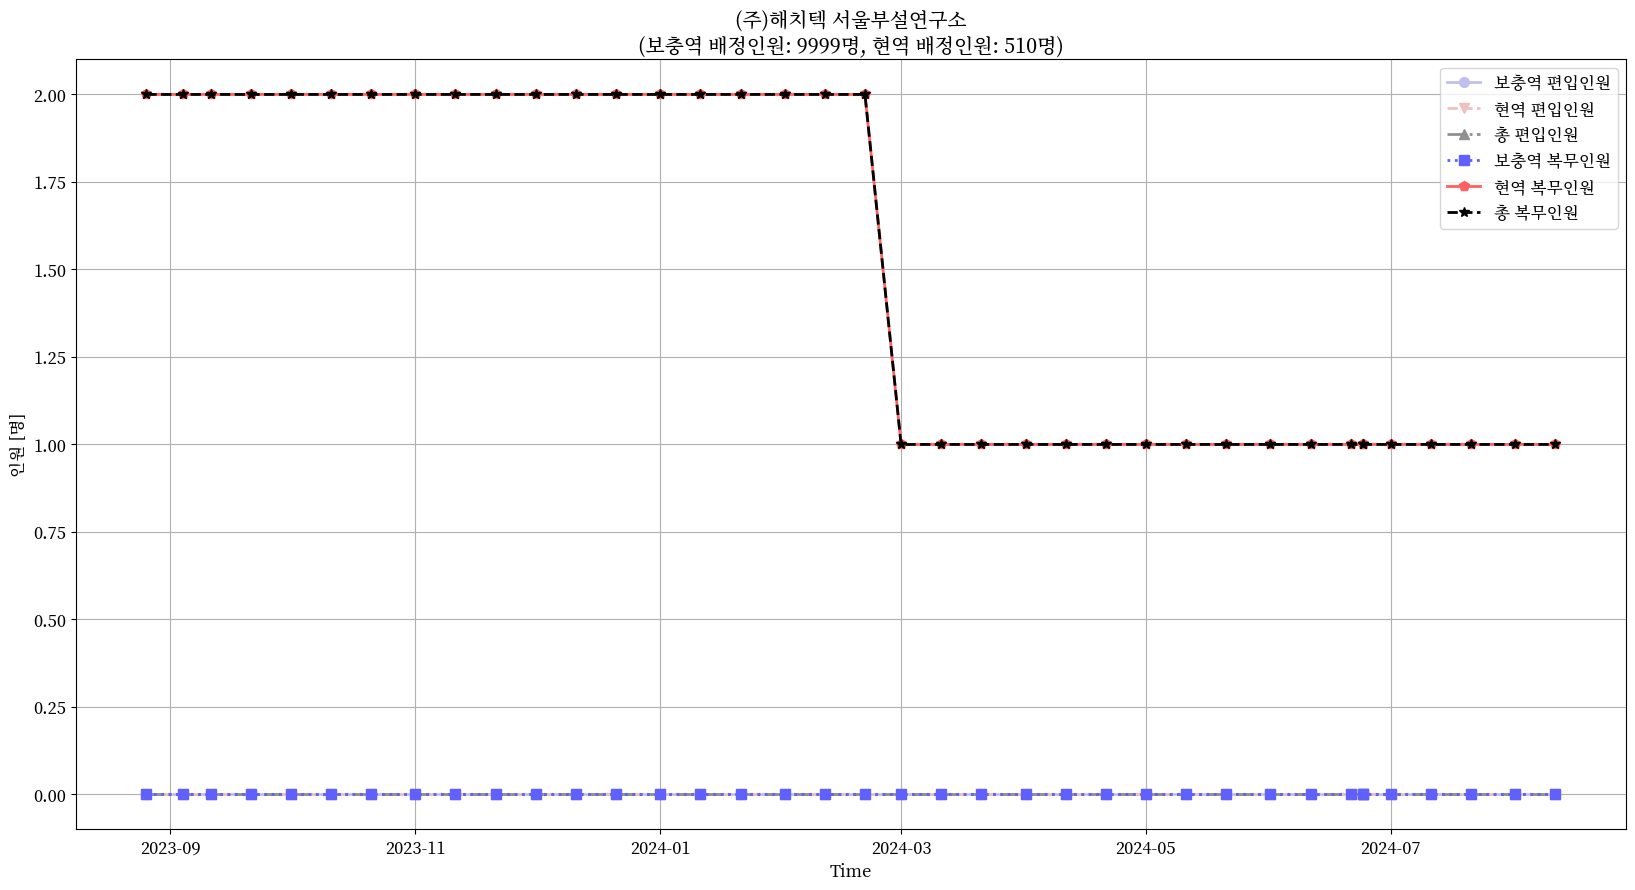 (주)해치텍 서울부설연구소
(보충역 배정인원: 9999명, 현역 배정인원: 510명)
보충역 편입인원
현역 편입인원
총 편입인원
보충역 복무인원
현역 복무인원
총 복무인원
인원 [명]
2.00
1.75
1.50
1.25
1.00
0.75
0.50
0.25
0.00
2023-09
2023-11
2024-01
2024-03
2024-05
2024-07
Time